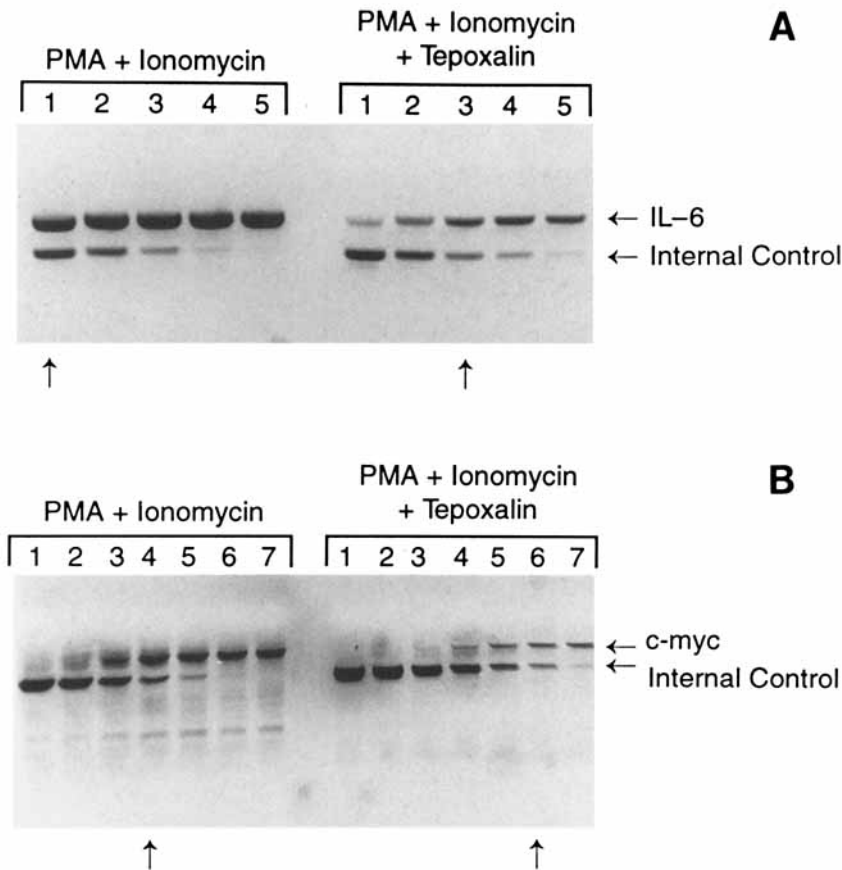 A
PMA + Ionomycin
PMA + Ionomycin
+ Tepoxalin
1 2 3 4 5
1 2 3 4 5
← IL–6
← Internal Control
↑ ↑
B
PMA + Ionomycin
PMA + Ionomycin
+ Tepoxalin
1 2 3 4 5 6 7
1 2 3 4 5 6 7
← c-myc
← Internal Control
↑ ↑